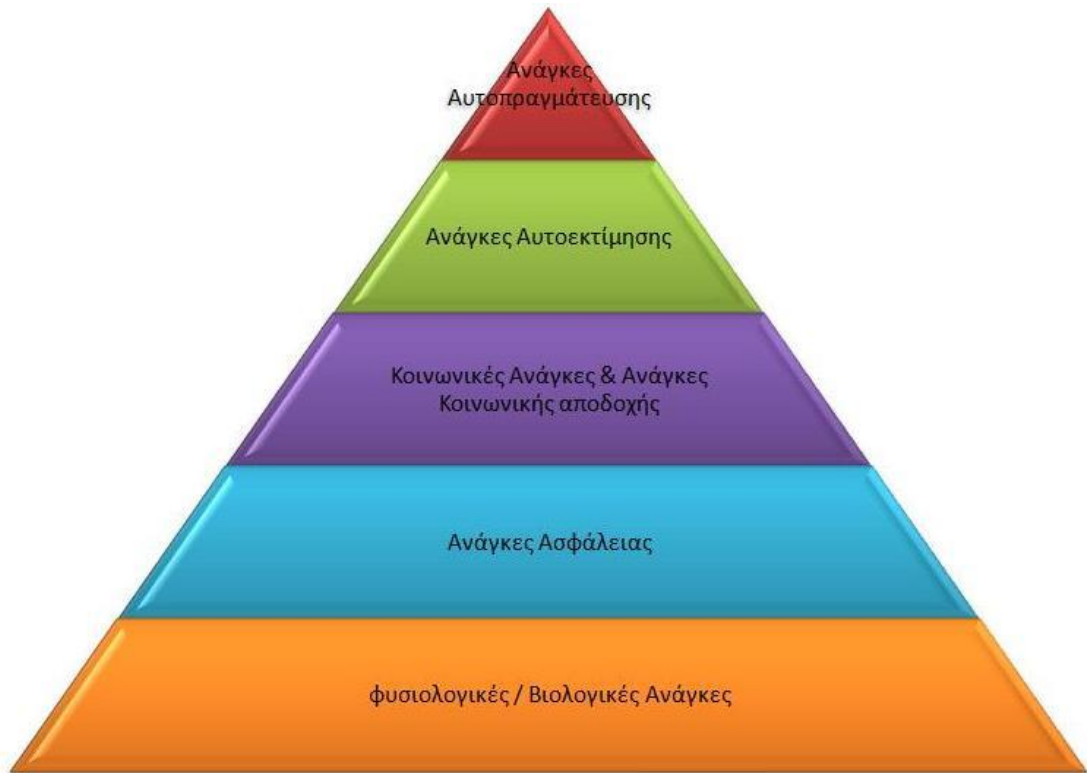 Ανάγκες
Αυτοπραγμάτευσης
Ανάγκες Αυτοεκτίμησης
Κοινωνικές Ανάγκες & Ανάγκες
Κοινωνικής αποδοχής
Ανάγκες Ασφάλειας
φυσιολογικές / Βιολογικές Ανάγκες